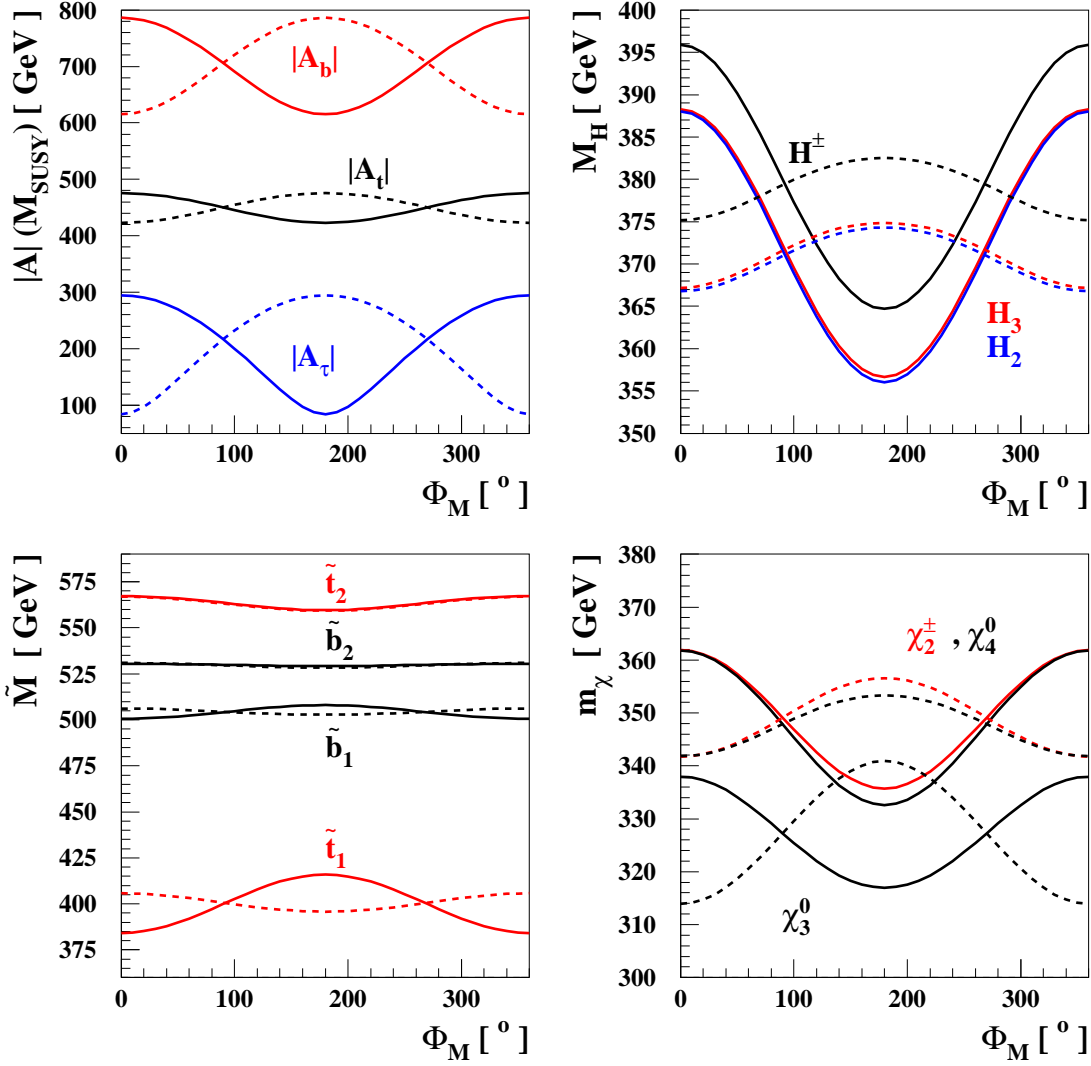 |A| (M_SUSY) [ GeV ]
800
700
600
500
400
300
200
100
|A_b|
|A_t|
|A_τ|
0 100 200 300
Φ_M [ ° ]
M_H [ GeV ]
400
395
390
385
380
375
370
365
360
355
350
H^±
H_3
H_2
0 100 200 300
Φ_M [ ° ]
M̃ [ GeV ]
575
550
525
500
475
450
425
400
375
t̃_2
b̃_2
b̃_1
t̃_1
0 100 200 300
Φ_M [ ° ]
m_χ [ GeV ]
380
370
360
350
340
330
320
310
300
χ_2^± , χ_4^0
χ_3^0
0 100 200 300
Φ_M [ ° ]